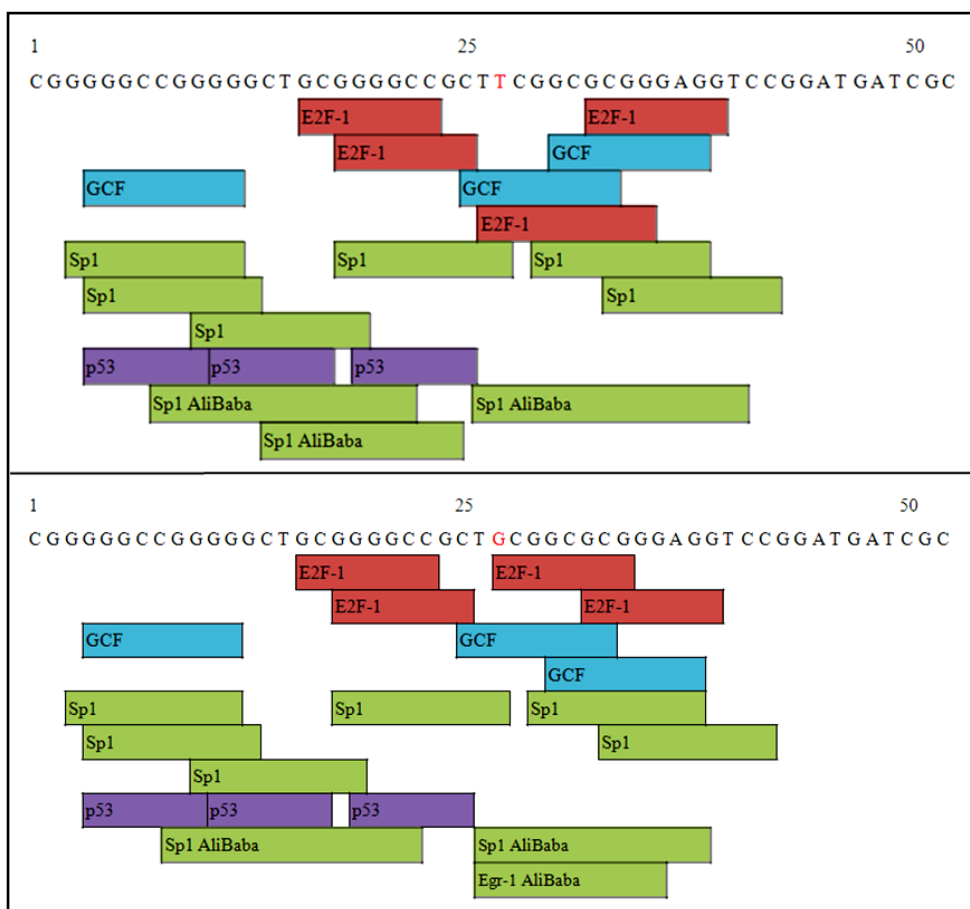 1 25 50
C G G G G G C C G G G G G C T G C G G G G C C G C T T C G G C G C G G G A G G T C C G G A T G A T C G C
E2F-1 E2F-1
E2F-1 GCF
GCF GCF
E2F-1
Sp1 Sp1 Sp1
Sp1 Sp1
Sp1
p53 p53 p53
Sp1 AliBaba Sp1 AliBaba
Sp1 AliBaba
1 25 50
C G G G G G C C G G G G G C T G C G G G G C C G C T G C G G C G C G G G A G G T C C G G A T G A T C G C
E2F-1 E2F-1
E2F-1 E2F-1
GCF GCF
GCF
Sp1 Sp1 Sp1
Sp1 Sp1
Sp1
p53 p53 p53
Sp1 AliBaba Sp1 AliBaba
Egr-1 AliBaba